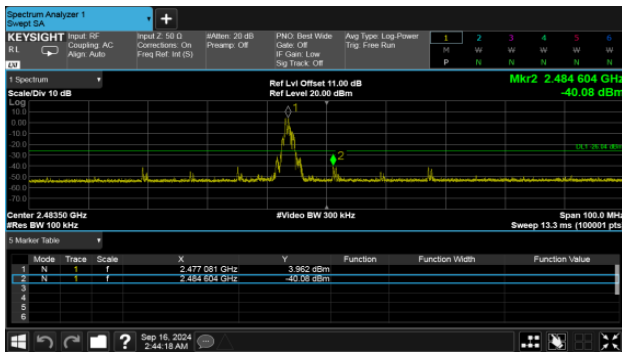 Spectrum Analyzer 1
Swept SA
+
KEYSIGHT Input: RF Input Z: 50 Ω #Atten: 20 dB PNO: Best Wide Avg Type: Log-Power 1 2 3 4 5 6
RL Coupling: AC Corrections: On Preamp: Off Gate: Off Trig: Free Run M W W W W W
Align: Auto Freq Ref: Int (S) IF Gain: Low P N N N N N
LXI Sig Track: Off
1 Spectrum Ref Lvl Offset 11.00 dB Mkr2 2.484 604 GHz
Scale/Div 10 dB Ref Level 20.00 dBm -40.08 dBm
Log
10.0
0.00
-10.0
-20.0
-30.0
-40.0
-50.0
-60.0
-70.0
1
2
Center 2.48350 GHz #Video BW 300 kHz Span 100.0 MHz
#Res BW 100 kHz Sweep 13.3 ms (100001 pts)
5 Marker Table
Mode Trace Scale X Y Function Function Width Function Value
1 N 1 f 2.477 081 GHz 3.962 dBm
2 N 1 f 2.484 604 GHz -40.08 dBm
3
4
5
6
? Sep 16, 2024
2:44:18 AM